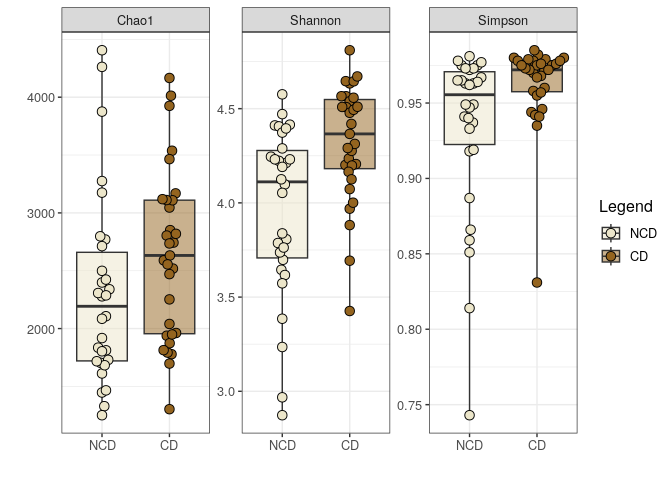 Chao1
Shannon
Simpson
4000
3000
2000
4.5
4.0
3.5
3.0
0.95
0.90
0.85
0.80
0.75
NCD
CD
NCD
CD
NCD
CD
Legend
NCD
CD